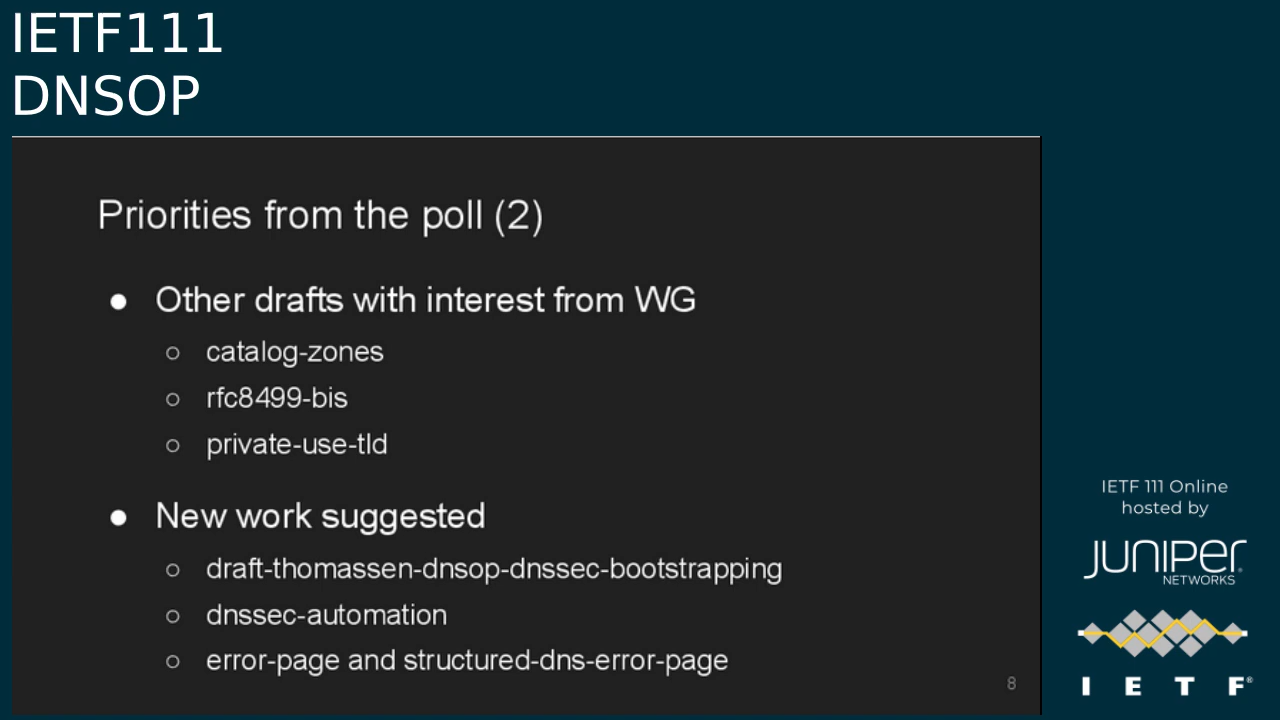 IETF111
DNSOP
Priorities from the poll (2)
● Other drafts with interest from WG
○ catalog-zones
○ rfc8499-bis
○ private-use-tld
● New work suggested
○ draft-thomassen-dnsop-dnssec-bootstrapping
○ dnssec-automation
○ error-page and structured-dns-error-page
8
IETF 111 Online
hosted by
JUNIPER
NETWORKS
I E T F®